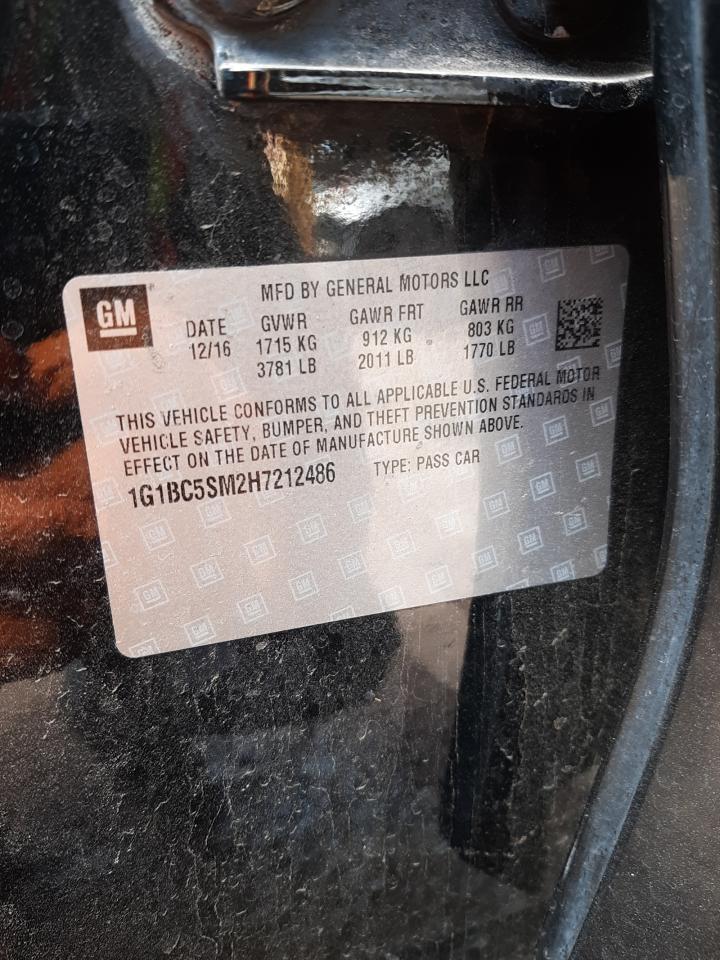 GM
MFD BY GENERAL MOTORS LLC
DATE GVWR GAWR FRT GAWR RR
12/16 1715 KG 912 KG 803 KG
3781 LB 2011 LB 1770 LB
THIS VEHICLE CONFORMS TO ALL APPLICABLE U.S. FEDERAL MOTOR
VEHICLE SAFETY, BUMPER, AND THEFT PREVENTION STANDARDS IN
EFFECT ON THE DATE OF MANUFACTURE SHOWN ABOVE.
1G1BC5SM2H7212486 TYPE: PASS CAR